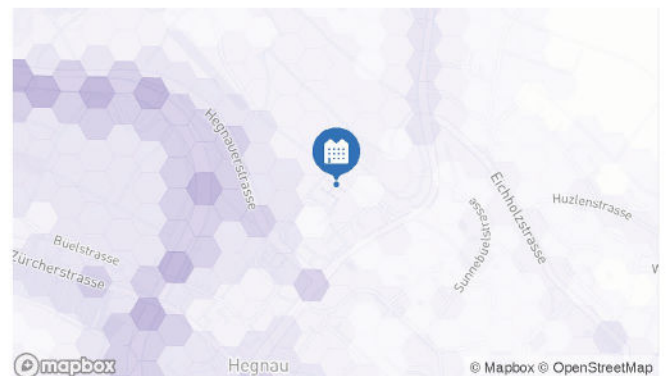 Hegnauerstrasse
Eichholzstrasse
Huzlenstrasse
Sunnebuelstrasse
Buelstrasse
Zürcherstrasse
W
Hegnau
mapbox
© Mapbox © OpenStreetMap